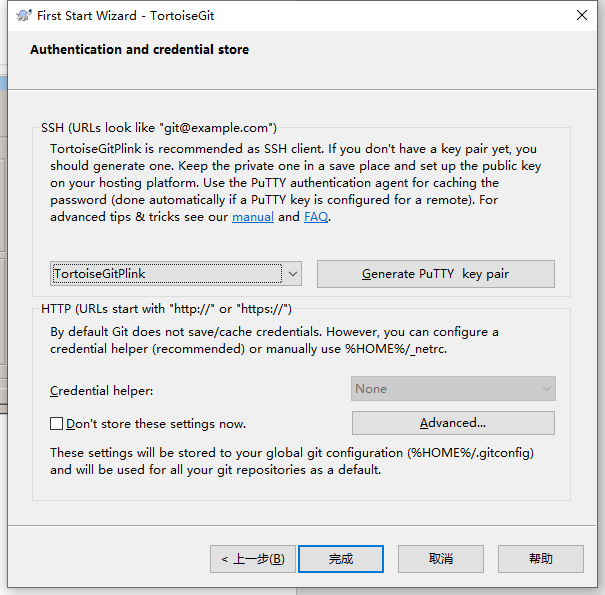 First Start Wizard - TortoiseGit
Authentication and credential store
SSH (URLs look like "git@example.com")
TortoiseGitPlink is recommended as SSH client. If you don't have a key pair yet, you
should generate one. Keep the private one in a save place and set up the public key
on your hosting platform. Use the PuTTY authentication agent for caching the
password (done automatically if a PuTTY key is configured for a remote). For
advanced tips & tricks see our manual and FAQ.
TortoiseGitPlink
Generate PuTTY key pair
HTTP (URLs start with "http://" or "https://")
By default Git does not save/cache credentials. However, you can configure a
credential helper (recommended) or manually use %HOME%/_netrc.
Credential helper:
None
Don't store these settings now.
Advanced...
These settings will be stored to your global git configuration (%HOME%/.gitconfig)
and will be used for all your git repositories as a default.
< 上一步(B)
完成
取消
帮助